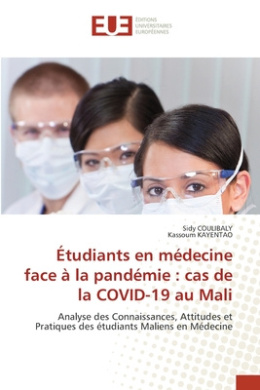 EUE
ÉDITIONS
UNIVERSITAIRES
EUROPÉENNES
Sidy COULIBALY
Kassoum KAYENTAO
Étudiants en médecine
face à la pandémie : cas de
la COVID-19 au Mali
Analyse des Connaissances, Attitudes et
Pratiques des étudiants Maliens en Médecine